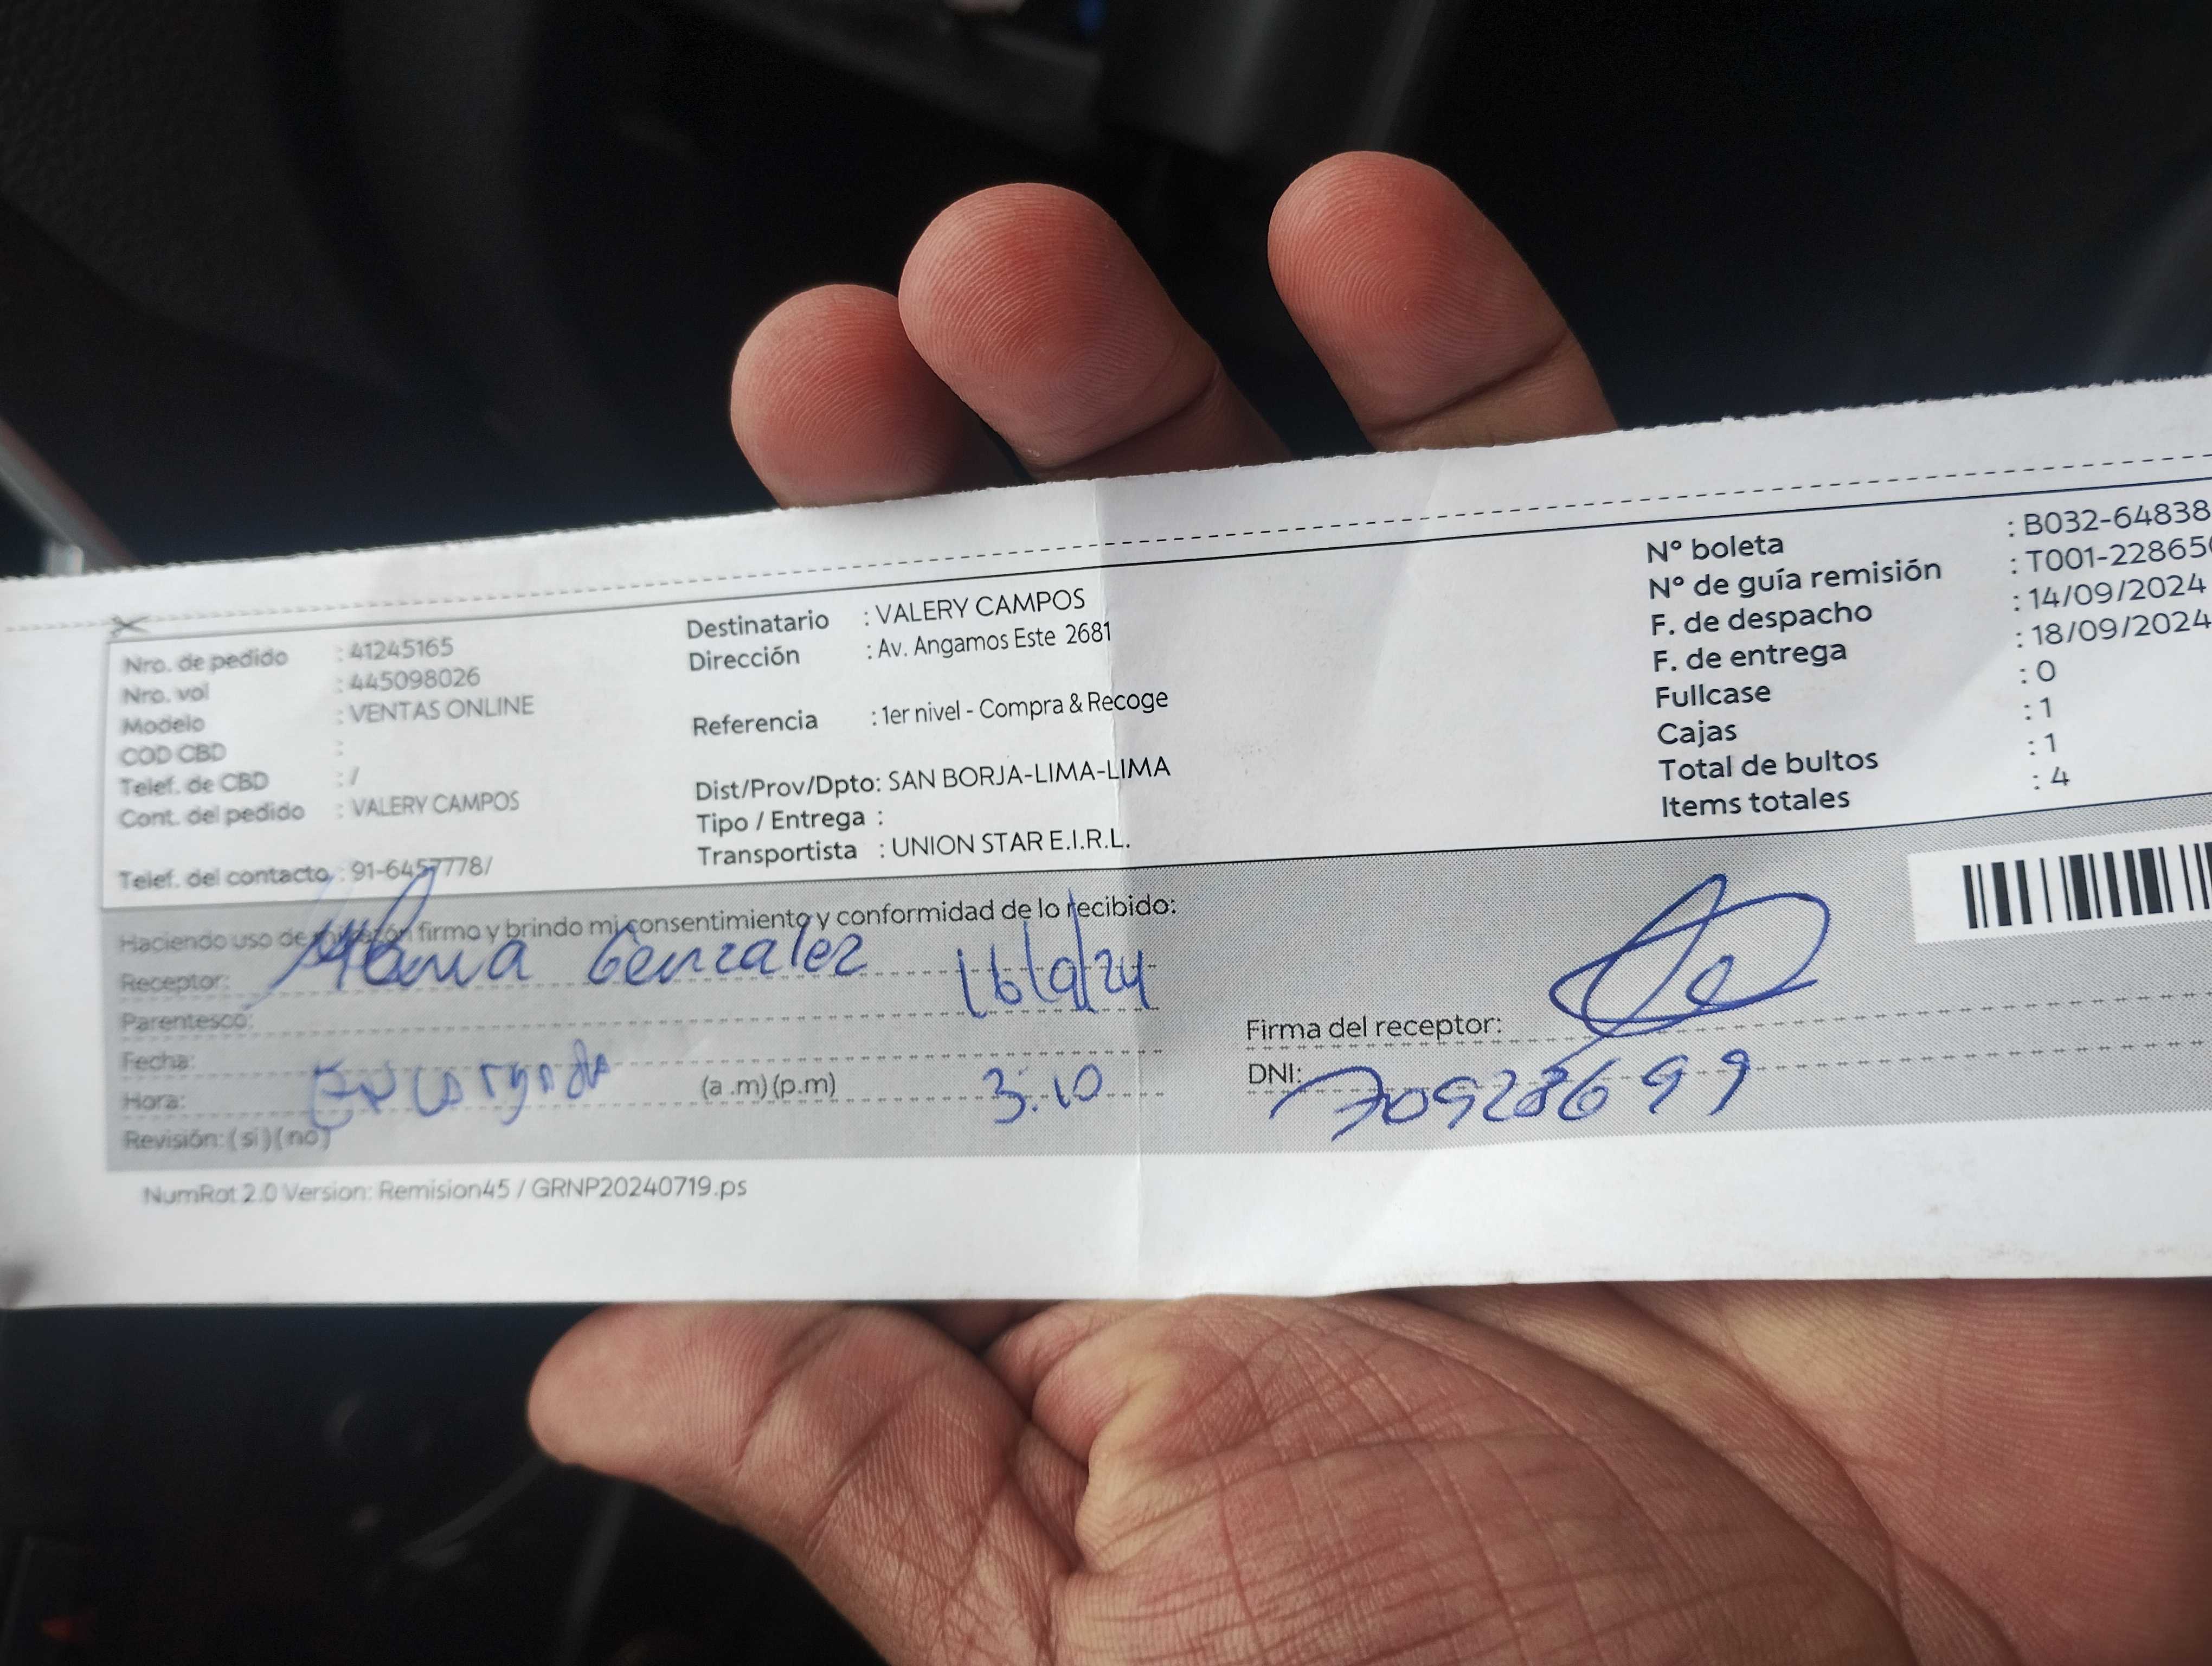 Nro. de pedido : 41245165
Nro. vol : 445098026
Modelo : VENTAS ONLINE
COD CBD :
Telef. de CBD : /
Cont. del pedido : VALERY CAMPOS
Telef. del contacto : 91-6457778/
Destinatario : VALERY CAMPOS
Dirección : Av. Angamos Este 2681
Referencia : 1er nivel - Compra & Recoge
Dist/Prov/Dpto: SAN BORJA-LIMA-LIMA
Tipo / Entrega :
Transportista : UNION STAR E.I.R.L.
N° boleta : B032-64838
N° de guía remisión : T001-22865
F. de despacho : 14/09/2024
F. de entrega : 18/09/2024
Fullcase : 0
Cajas : 1
Total de bultos : 1
Items totales : 4
Haciendo uso de mi razón firmo y brindo mi consentimiento y conformidad de lo recibido:
Receptor: Gonzalez 16/9/24
Parentesco:
Fecha: Encargado
Hora: (a .m) (p.m) 3:10
Revisión: ( si ) ( no )
Firma del receptor:
DNI: 70928699
NumRot 2.0 Version: Remision45 / GRNP20240719.ps